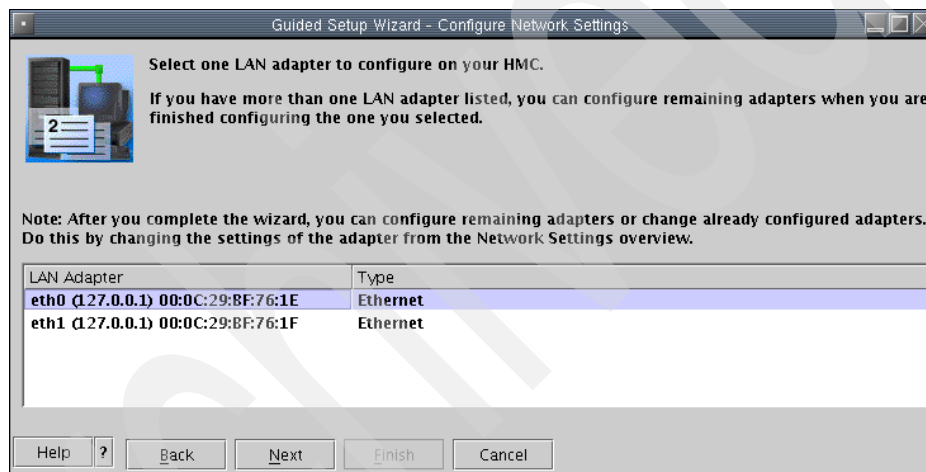 Guided Setup Wizard - Configure Network Settings
Select one LAN adapter to configure on your HMC.
If you have more than one LAN adapter listed, you can configure remaining adapters when you are
finished configuring the one you selected.
2
Note: After you complete the wizard, you can configure remaining adapters or change already configured adapters.
Do this by changing the settings of the adapter from the Network Settings overview.
LAN Adapter Type
eth0 (127.0.0.1) 00:0C:29:BF:76:1E Ethernet
eth1 (127.0.0.1) 00:0C:29:BF:76:1F Ethernet
Help ? Back Next Finish Cancel